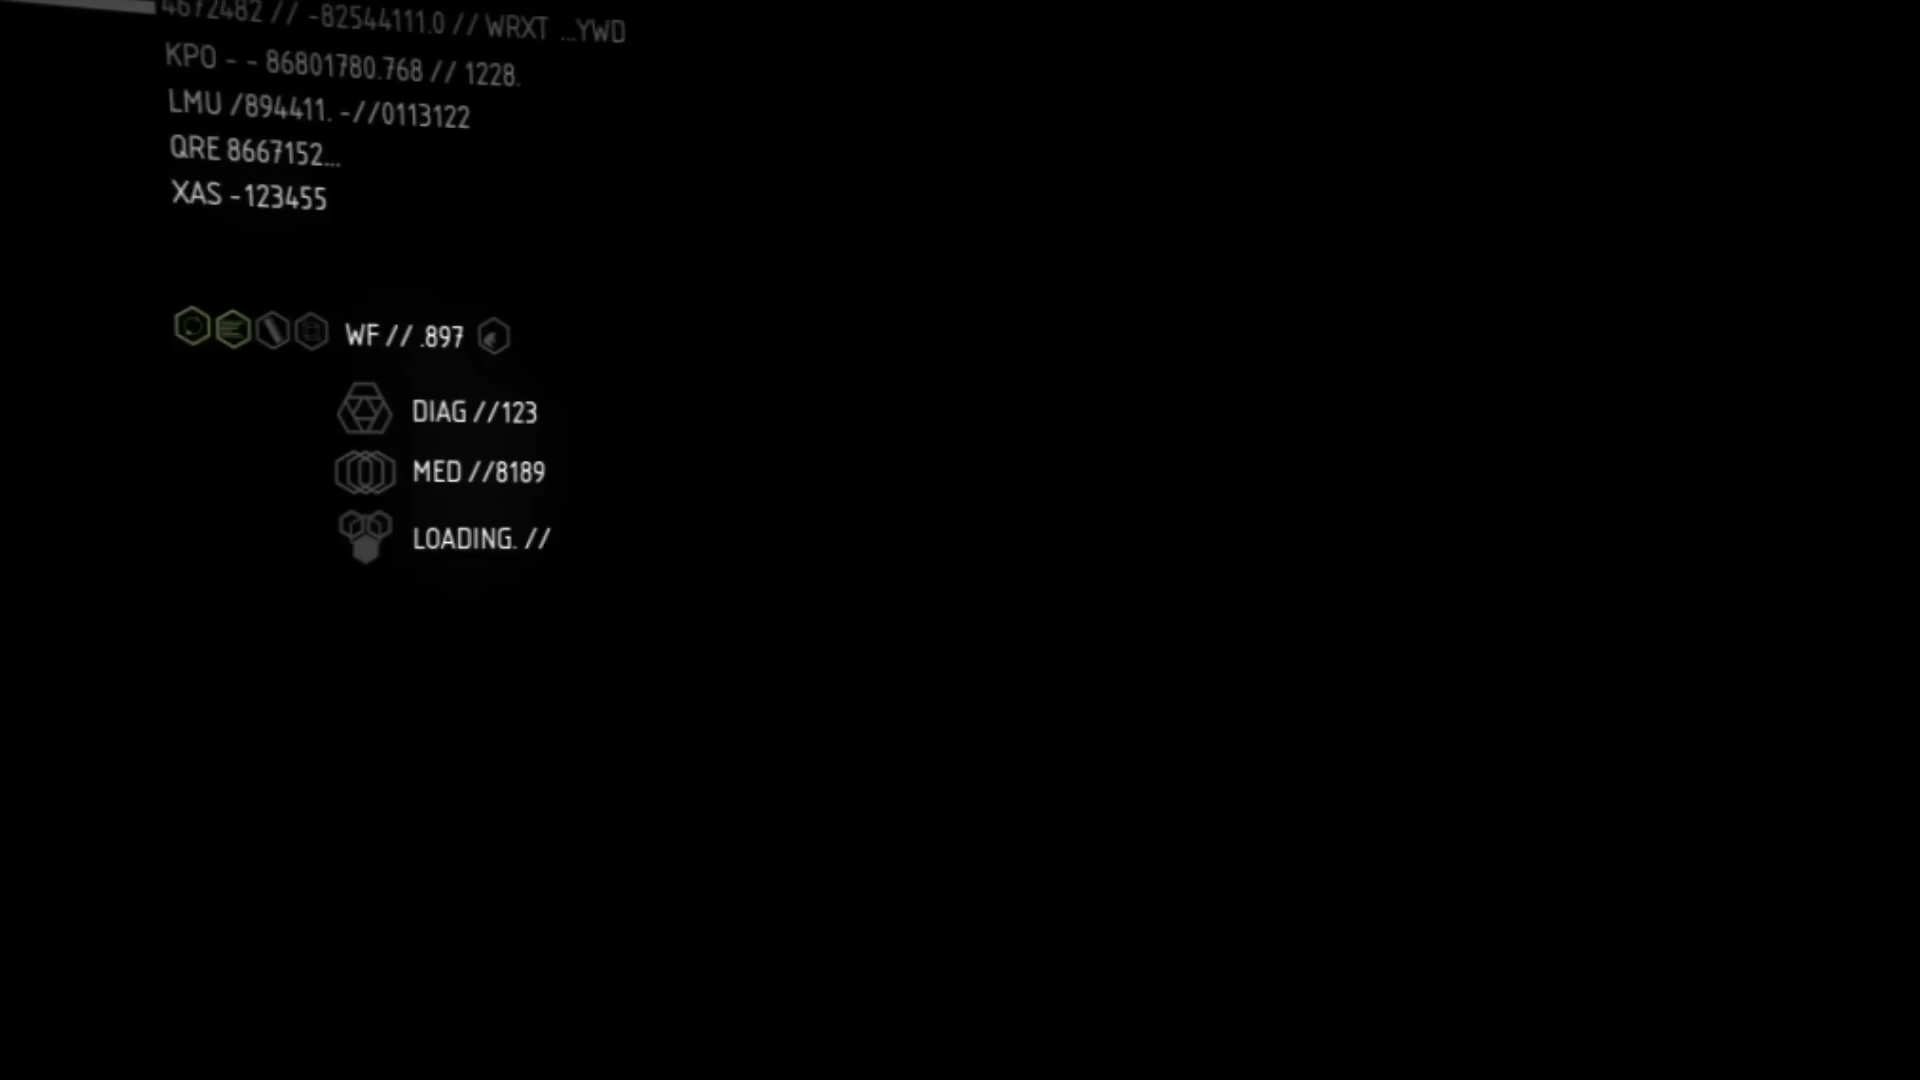 4672482 // -82544111.0 // WRXT ...YWD
KPO - - 86801780.768 // 1228.
LMU /894411. -//0113122
QRE 8667152...
XAS -123455
WF // .897
DIAG //123
MED //8189
LOADING. //